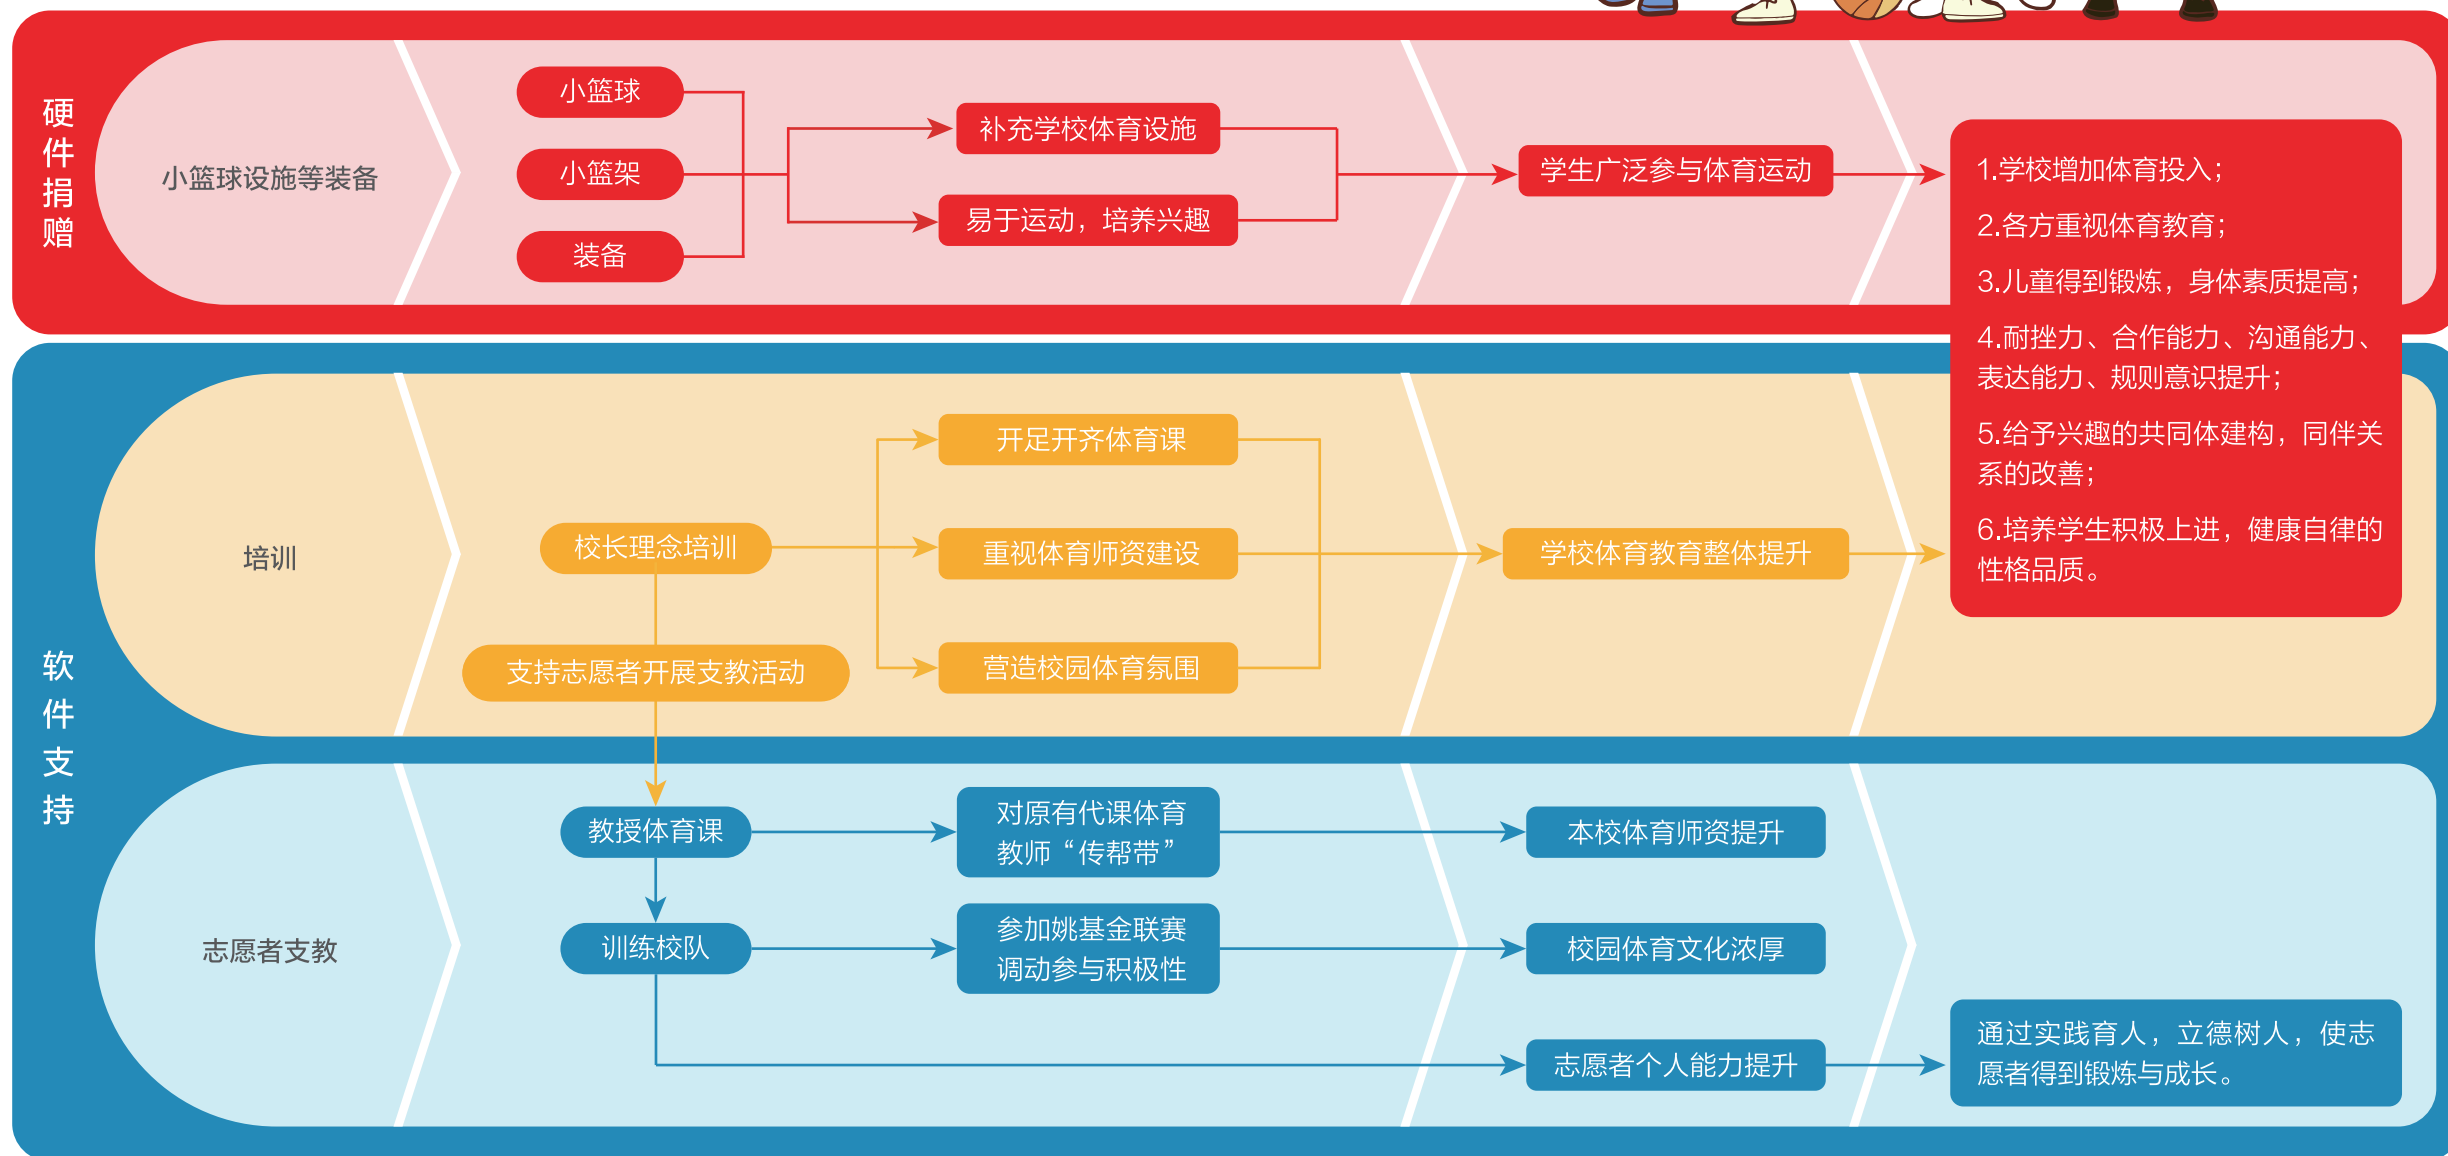 硬件捐赠
小篮球设施等装备
小篮球
小篮架
装备
补充学校体育设施
易于运动，培养兴趣
学生广泛参与体育运动
1.学校增加体育投入；
2.各方重视体育教育；
3.儿童得到锻炼，身体素质提高；
4.耐挫力、合作能力、沟通能力、
表达能力、规则意识提升；
5.给予兴趣的共同体建构，同伴关
系的改善；
6.培养学生积极上进，健康自律的
性格品质。
软件支持
培训
校长理念培训
支持志愿者开展支教活动
开足开齐体育课
重视体育师资建设
营造校园体育氛围
学校体育教育整体提升
志愿者支教
教授体育课
训练校队
对原有代课体育
教师“传帮带”
参加姚基金联赛
调动参与积极性
本校体育师资提升
校园体育文化浓厚
志愿者个人能力提升
通过实践育人，立德树人，使志
愿者得到锻炼与成长。